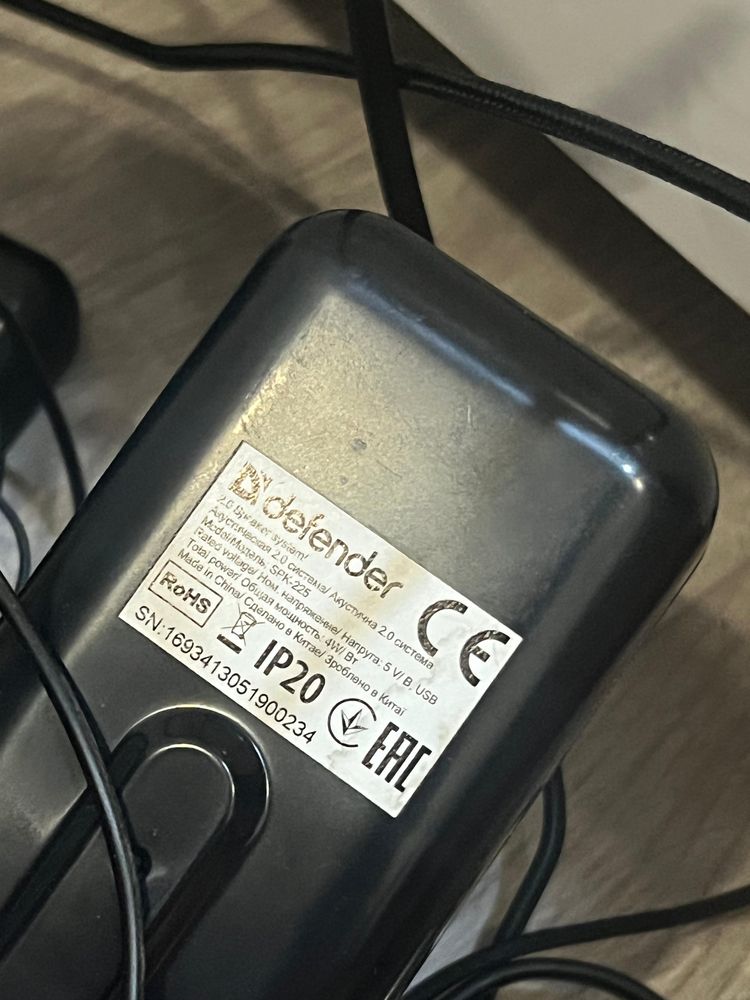 defender
2.0 Speaker system/
Акустическая 2.0 система/ Акустична 2.0 система
Model/Модель: SPK-225
Rated voltage/ Ном. напряжение/ Напруга: 5 V/ В, USB
Total power/ Общая мощность: 4W/ Вт
Made in China/ Сделано в Китае/ Зроблено в Китаї
CE
RoHS
IP20
EAC
SN:1693413051900234